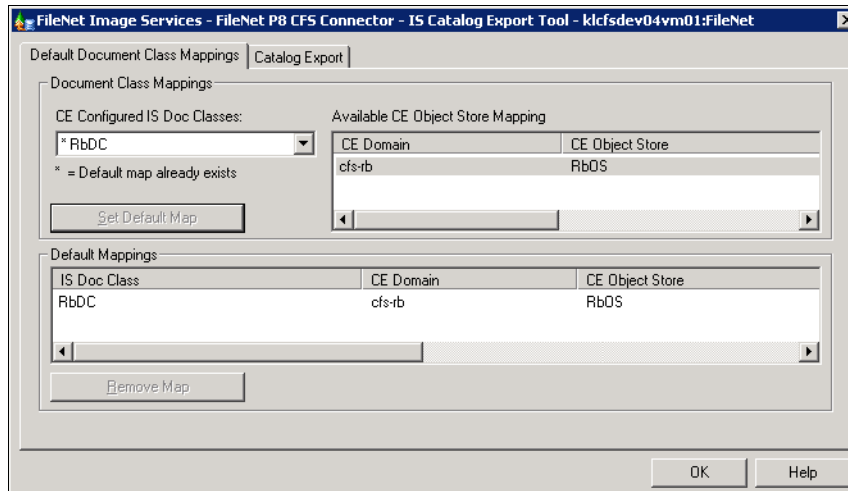 FileNet Image Services - FileNet P8 CFS Connector - IS Catalog Export Tool - klcfsdev04vm01:FileNet
Default Document Class Mappings
Catalog Export
Document Class Mappings
CE Configured IS Doc Classes:
Available CE Object Store Mapping
* RbDC
CE Domain
CE Object Store
cfs-rb
RbOS
* = Default map already exists
Set Default Map
Default Mappings
IS Doc Class
CE Domain
CE Object Store
RbDC
cfs-rb
RbOS
Remove Map
OK
Help